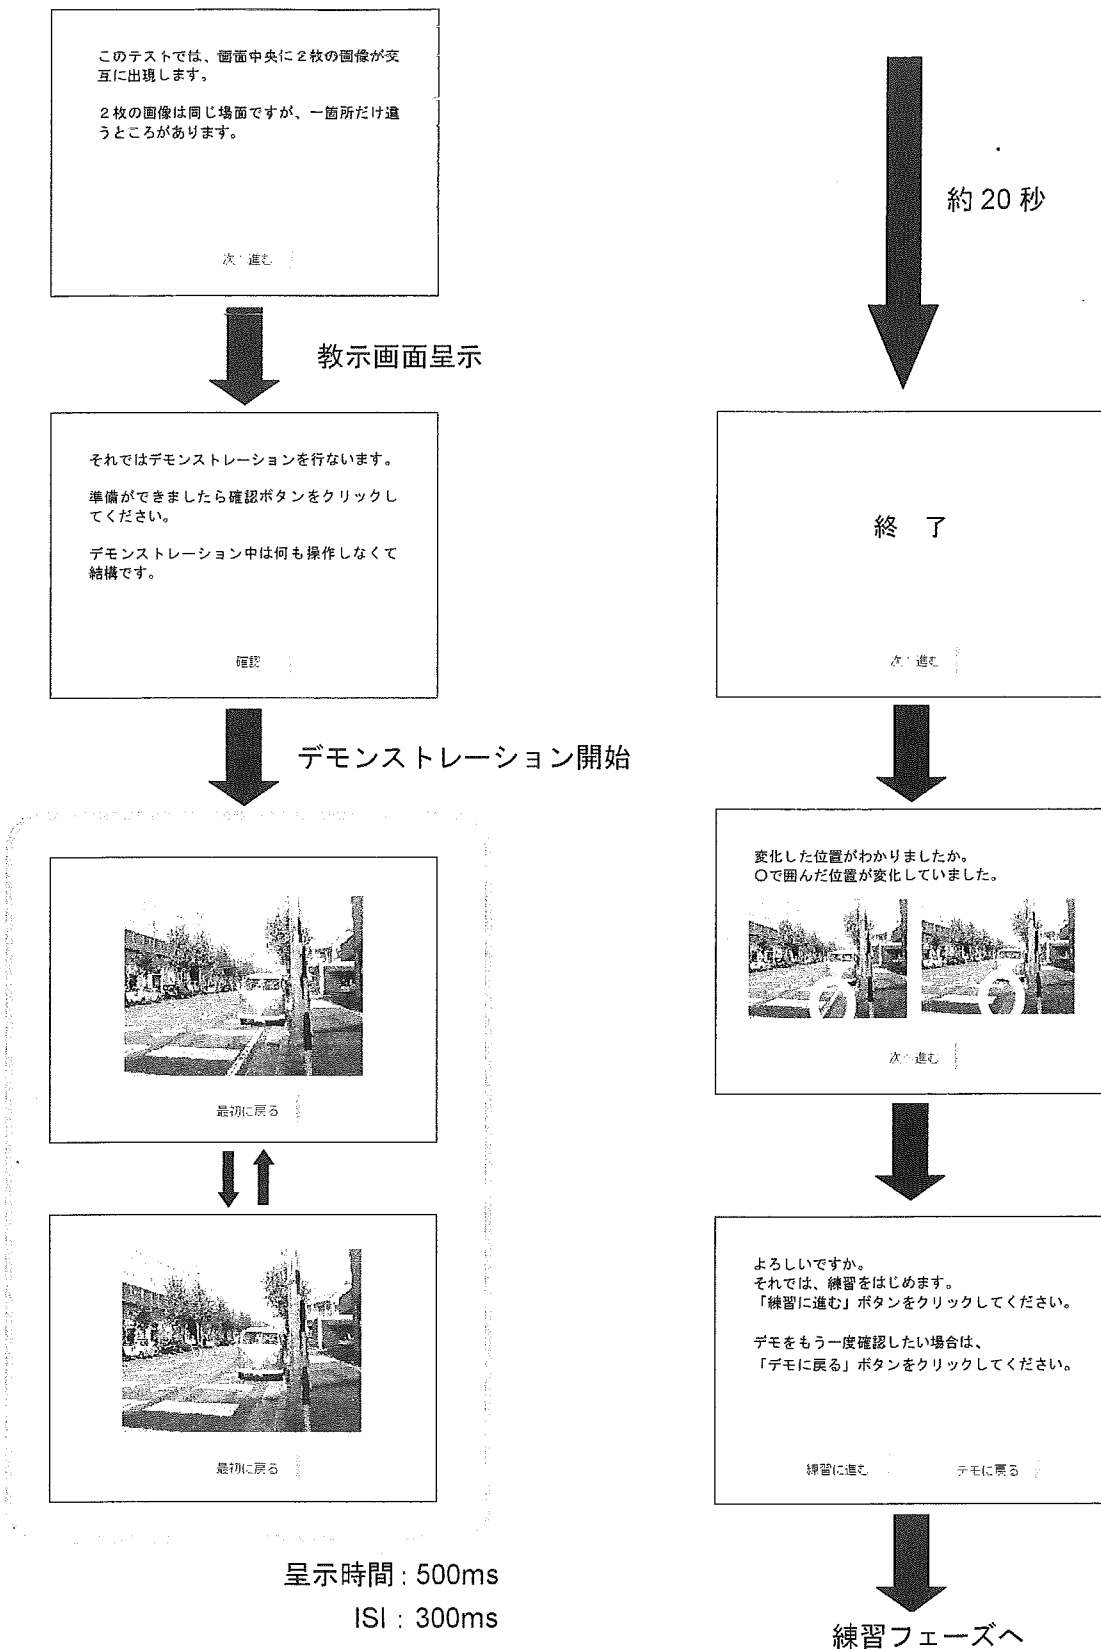 このテストでは、画面中央に２枚の画像が交
互に出現します。
２枚の画像は同じ場面ですが、一箇所だけ違
うところがあります。
次へ進む
教示画面呈示
それではデモンストレーションを行ないます。
準備ができましたら確認ボタンをクリックし
てください。
デモンストレーション中は何も操作しなくて
結構です。
確認
デモンストレーション開始
最初に戻る
最初に戻る
呈示時間：500ms
ISI：300ms
約20秒
終　了
次へ進む
変化した位置がわかりましたか。
○で囲んだ位置が変化していました。
次へ進む
よろしいですか。
それでは、練習をはじめます。
「練習に進む」ボタンをクリックしてください。
デモをもう一度確認したい場合は、
「デモに戻る」ボタンをクリックしてください。
練習に進む　デモに戻る
練習フェーズへ